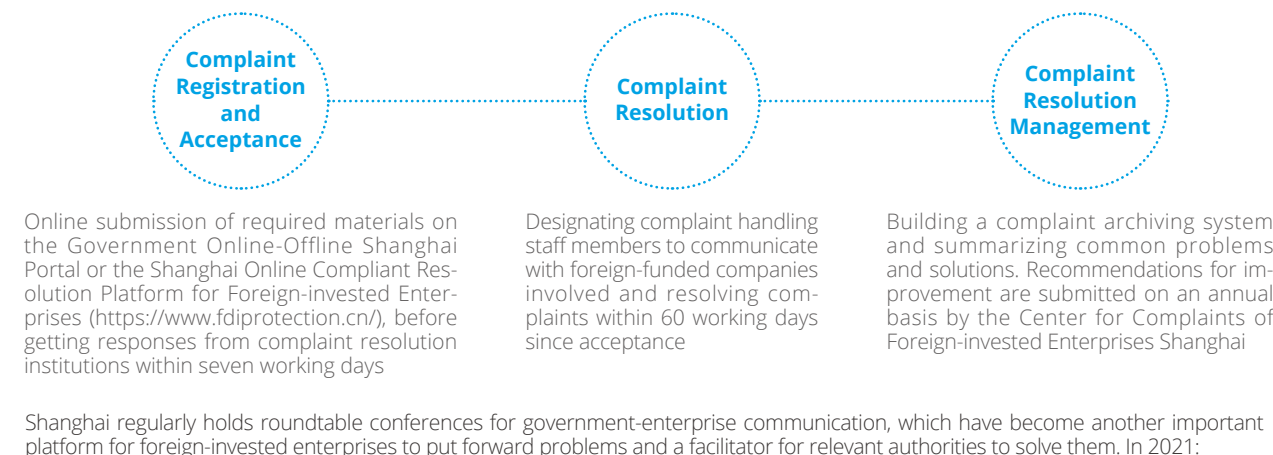 Complaint
Registration
and
Acceptance
Complaint
Resolution
Complaint
Resolution
Management
Online submission of required materials on
the Government Online-Offline Shanghai
Portal or the Shanghai Online Compliant Res-
olution Platform for Foreign-invested Enter-
prises (https://www.fdiprotection.cn/), before
getting responses from complaint resolution
institutions within seven working days
Designating complaint handling
staff members to communicate
with foreign-funded companies
involved and resolving com-
plaints within 60 working days
since acceptance
Building a complaint archiving system
and summarizing common problems
and solutions. Recommendations for im-
provement are submitted on an annual
basis by the Center for Complaints of
Foreign-invested Enterprises Shanghai
Shanghai regularly holds roundtable conferences for government-enterprise communication, which have become another important
platform for foreign-invested enterprises to put forward problems and a facilitator for relevant authorities to solve them. In 2021: